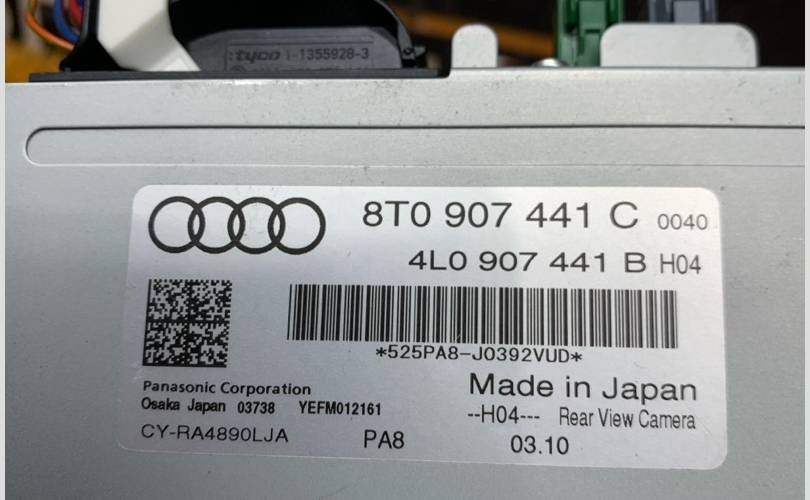 tyco 1-1355928-3
8T0 907 441 C 0040
4L0 907 441 B H04
*525PA8-J0392VUD*
Panasonic Corporation
Made in Japan
Osaka Japan 03738 YEFM012161
--H04--- Rear View Camera
CY-RA4890LJA PA8 03.10